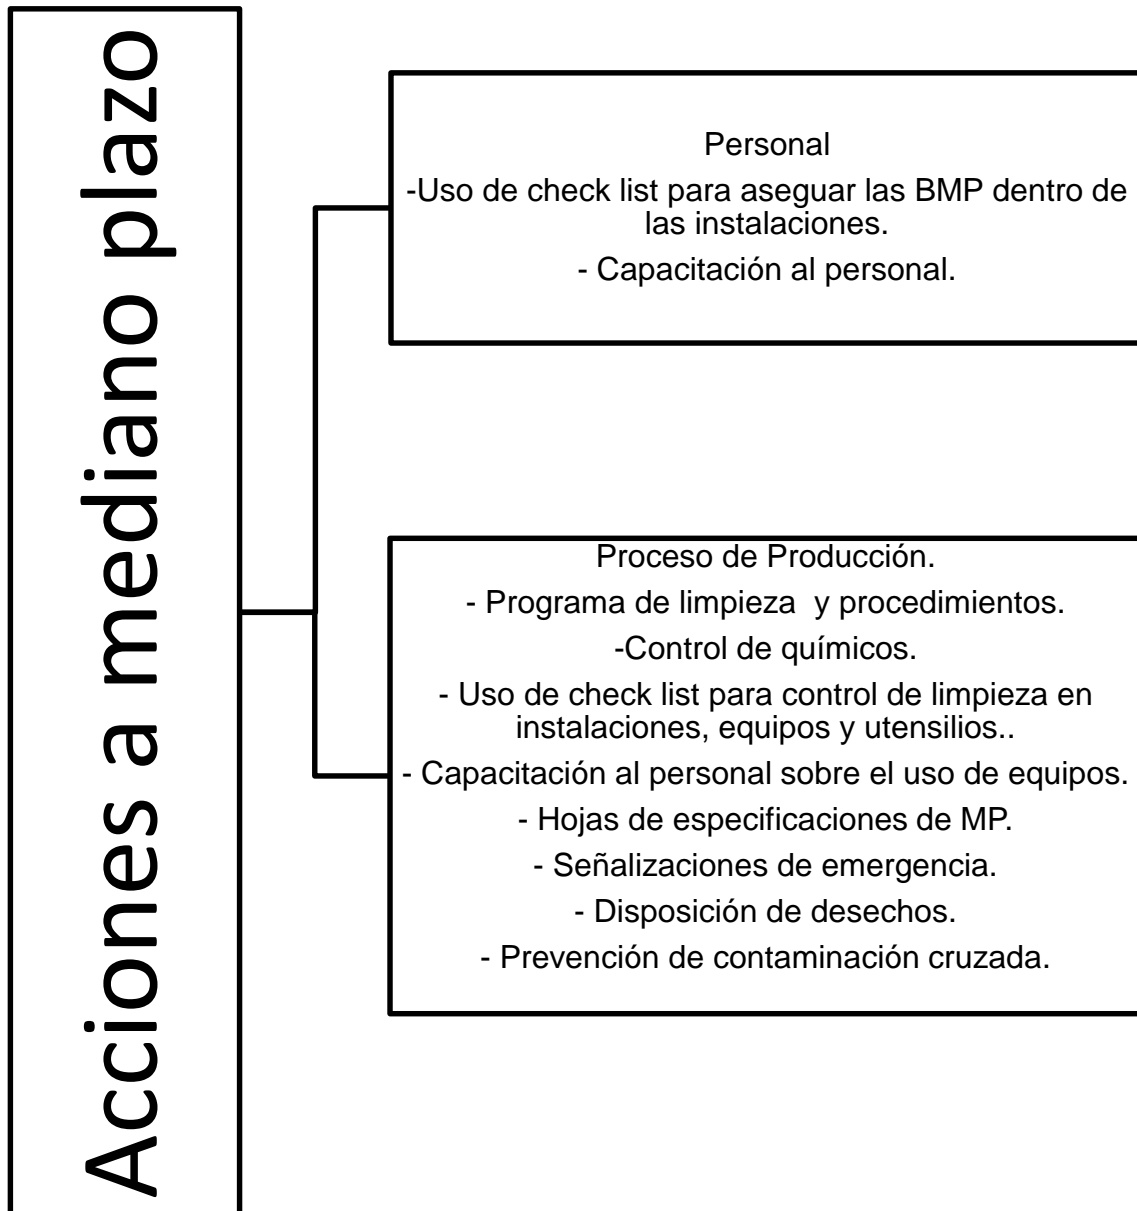 Acciones a mediano plazo
Personal
-Uso de check list para aseguar las BMP dentro de
las instalaciones.
- Capacitación al personal.
Proceso de Producción.
- Programa de limpieza  y procedimientos.
-Control de químicos.
- Uso de check list para control de limpieza en
instalaciones, equipos y utensilios..
- Capacitación al personal sobre el uso de equipos.
- Hojas de especificaciones de MP.
- Señalizaciones de emergencia.
- Disposición de desechos.
- Prevención de contaminación cruzada.